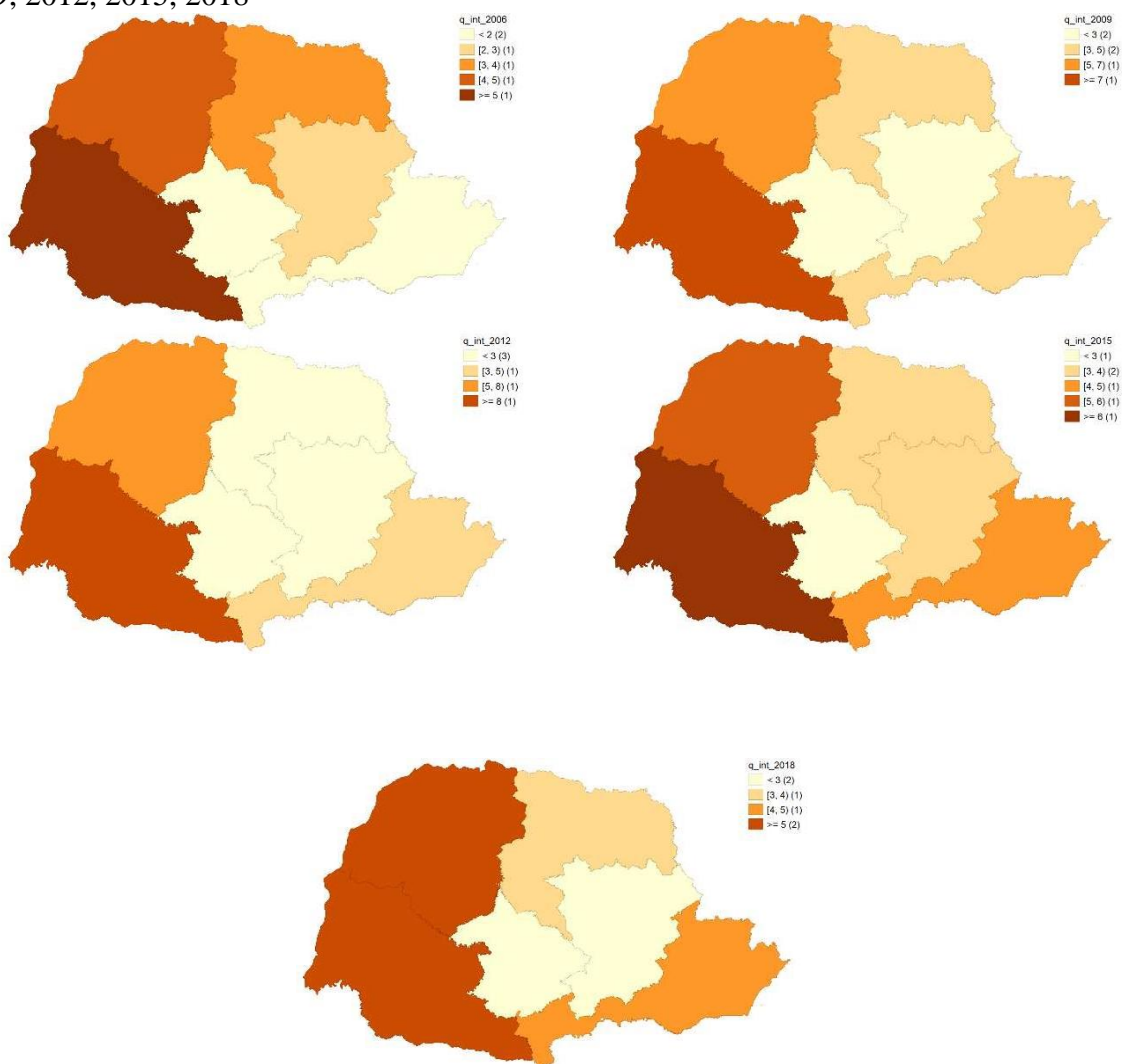 2012, 2015, 2018
q_int_2006
< 2 (2)
[2, 3) (1)
[3, 4) (1)
[4, 5) (1)
>= 5 (1)
q_int_2009
< 3 (2)
[3, 5) (2)
[5, 7) (1)
>= 7 (1)
q_int_2012
< 3 (3)
[3, 5) (1)
[5, 8) (1)
>= 8 (1)
q_int_2015
< 3 (1)
[3, 4) (2)
[4, 5) (1)
[5, 6) (1)
>= 6 (1)
q_int_2018
< 3 (2)
[3, 4) (1)
[4, 5) (1)
>= 5 (2)